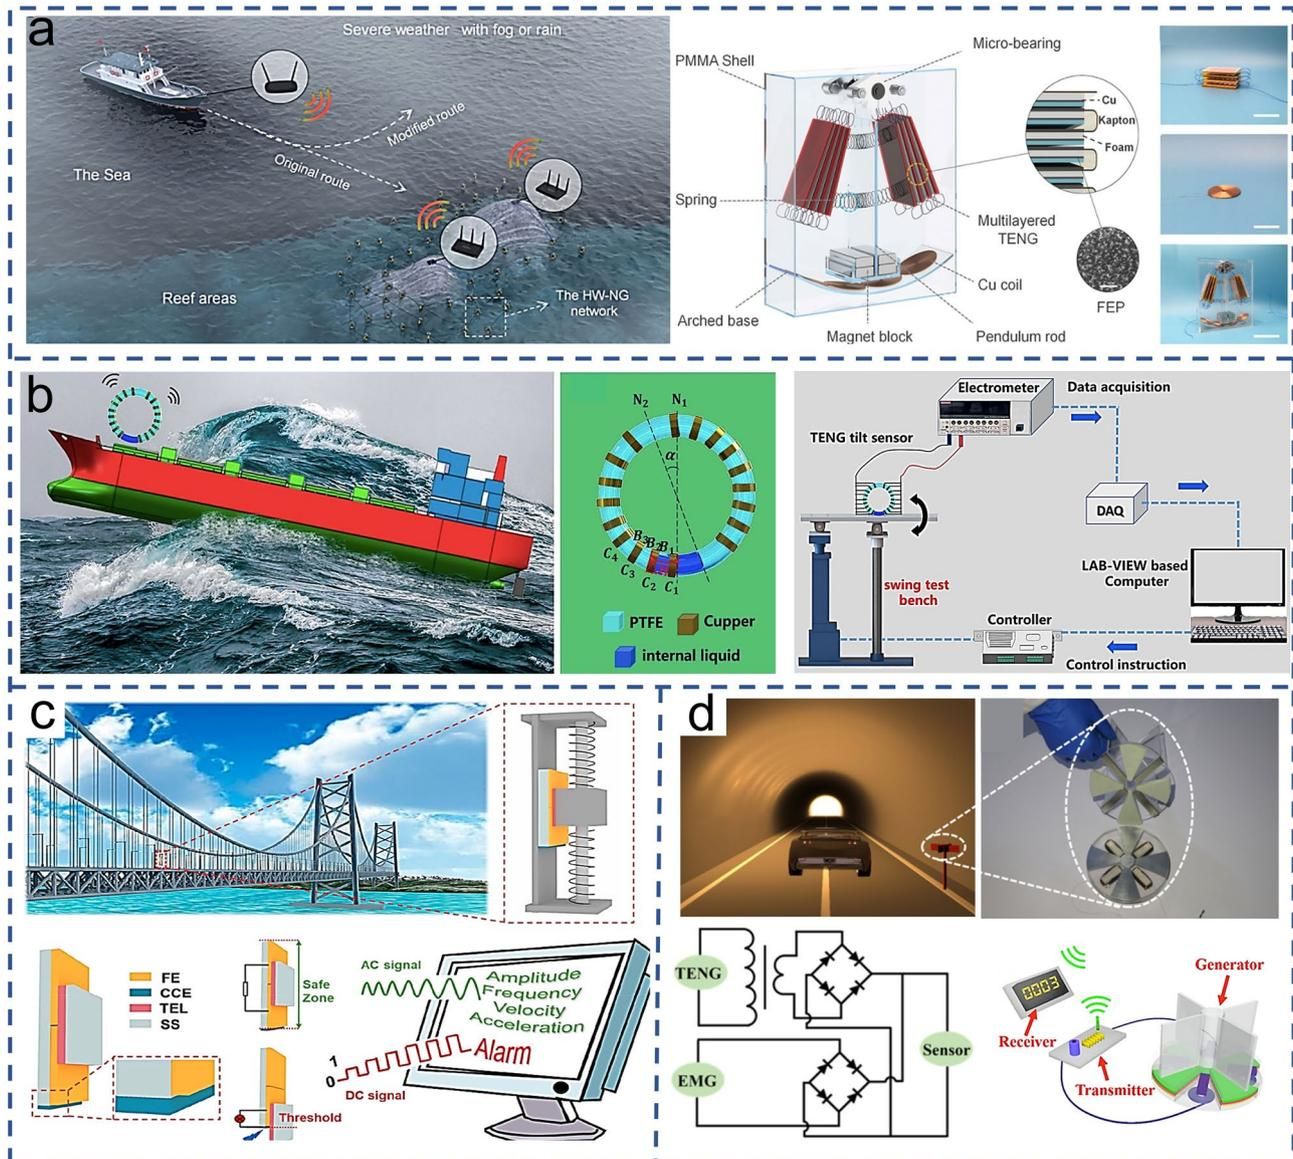 a
Severe weather with fog or rain
Modified route
Original route
The Sea
Reef areas
The HW-NG
network
PMMA Shell
Micro-bearing
Cu
Kapton
Foam
Spring
Multilayered
TENG
FEP
Cu coil
Arched base
Magnet block
Pendulum rod
b
N₂
N₁
α
B₃
B₂
B₁
C₄
C₃
C₂
C₁
PTFE
Cupper
internal liquid
Electrometer
Data acquisition
TENG tilt sensor
DAQ
LAB-VIEW based
Computer
swing test
bench
Controller
Control instruction
c
FE
CCE
TEL
SS
Safe
Zone
Threshold
AC signal
Amplitude
Frequency
Velocity
Acceleration
1
0
Alarm
DC signal
d
TENG
EMG
Sensor
0003
Receiver
Transmitter
Generator